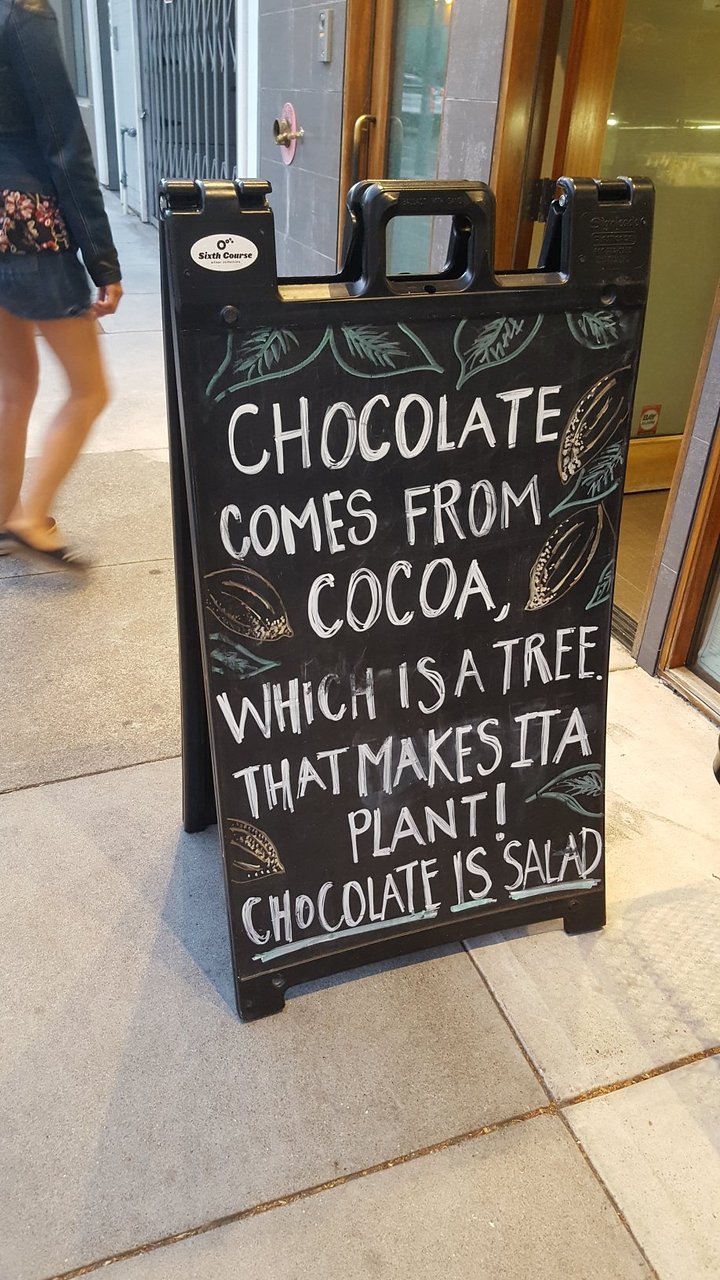 Sixth Course
CHOCOLATE
COMES FROM
COCOA,
WHICH IS A TREE.
THAT MAKES IT A
PLANT!
CHOCOLATE IS SALAD